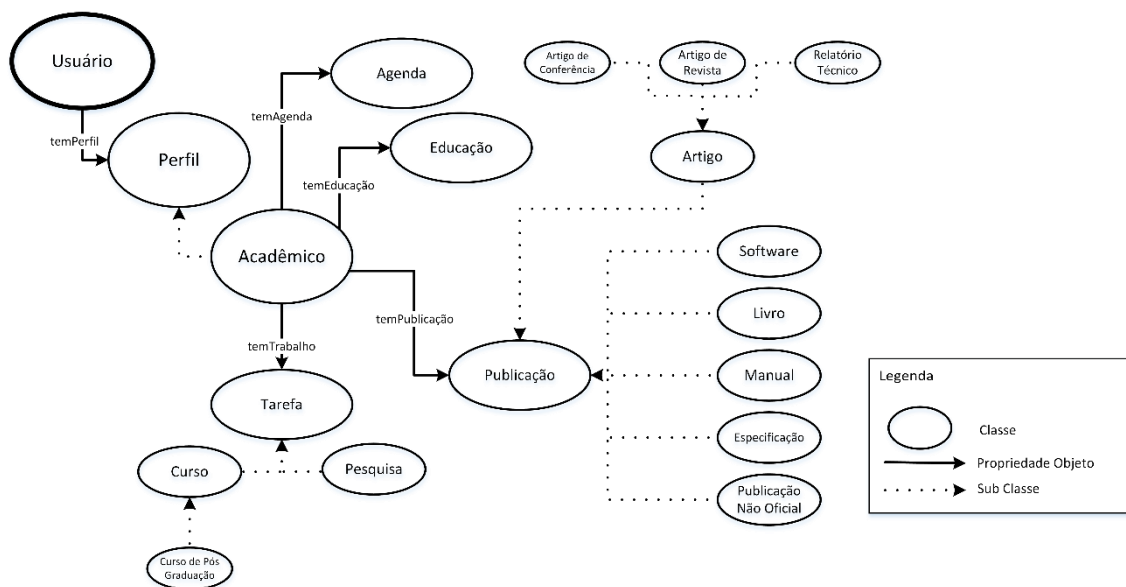 Usuário
temPerfil
Perfil
Agenda
temAgenda
Educação
temEducação
Acadêmico
temPublicação
temTrabalho
Tarefa
Curso
Pesquisa
Curso de Pós
Graduação
Artigo de
Conferência
Artigo de
Revista
Relatório
Técnico
Artigo
Publicação
Software
Livro
Manual
Especificação
Publicação
Não Oficial
Legenda
Classe
Propriedade Objeto
Sub Classe